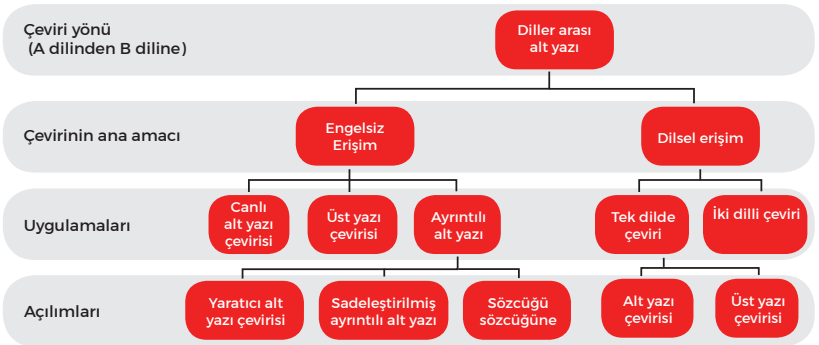 Çeviri yönü
(A dilinden B diline)
Diller arası
alt yazı
Çevirinin ana amacı
Engelsiz
Erişim
Dilsel erişim
Uygulamaları
Canlı
alt yazı
çevirisi
Üst yazı
çevirisi
Ayrıntılı
alt yazı
Tek dilde
çeviri
İki dilli çeviri
Açılımları
Yaratıcı alt
yazı çevirisi
Sadeleştirilmiş
ayrıntılı alt yazı
Sözcüğü
sözcüğüne
Alt yazı
çevirisi
Üst yazı
çevirisi